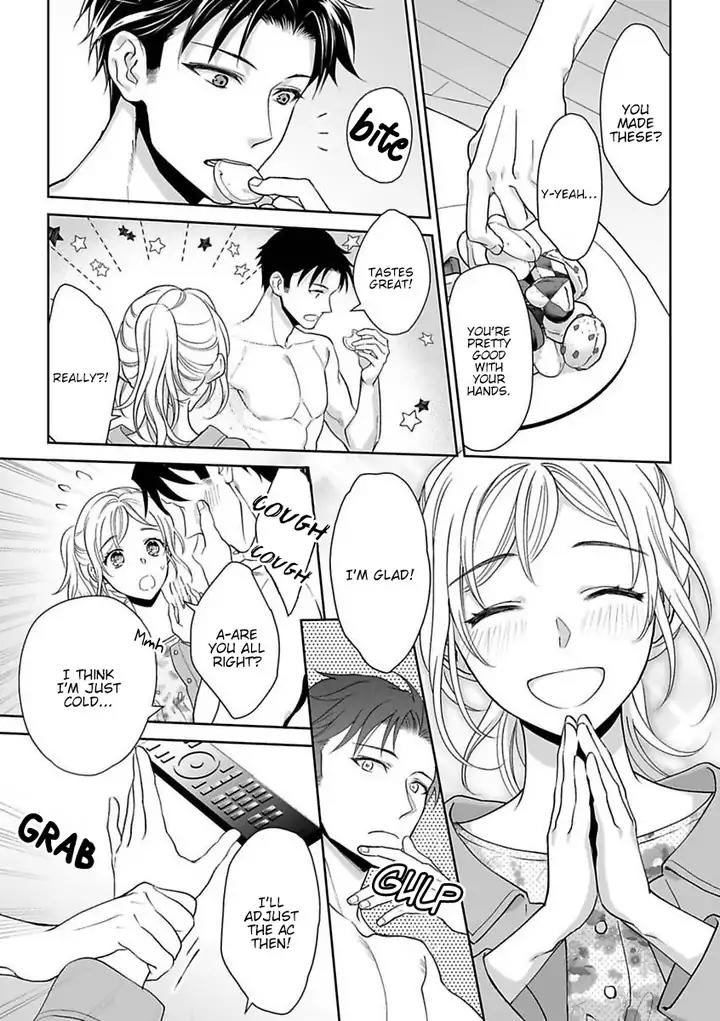 YOU
MADE
THESE?
Y-YEAH...
YOU'RE
PRETTY
GOOD
WITH
YOUR
HANDS.
bite
TASTES
GREAT!
REALLY?!
I'M GLAD!
GULP
COUGH
COUGH
A-ARE
YOU ALL
RIGHT?
Mmh
I THINK
I'M JUST
COLD...
I'LL
ADJUST
THE AC
THEN!
GRAB